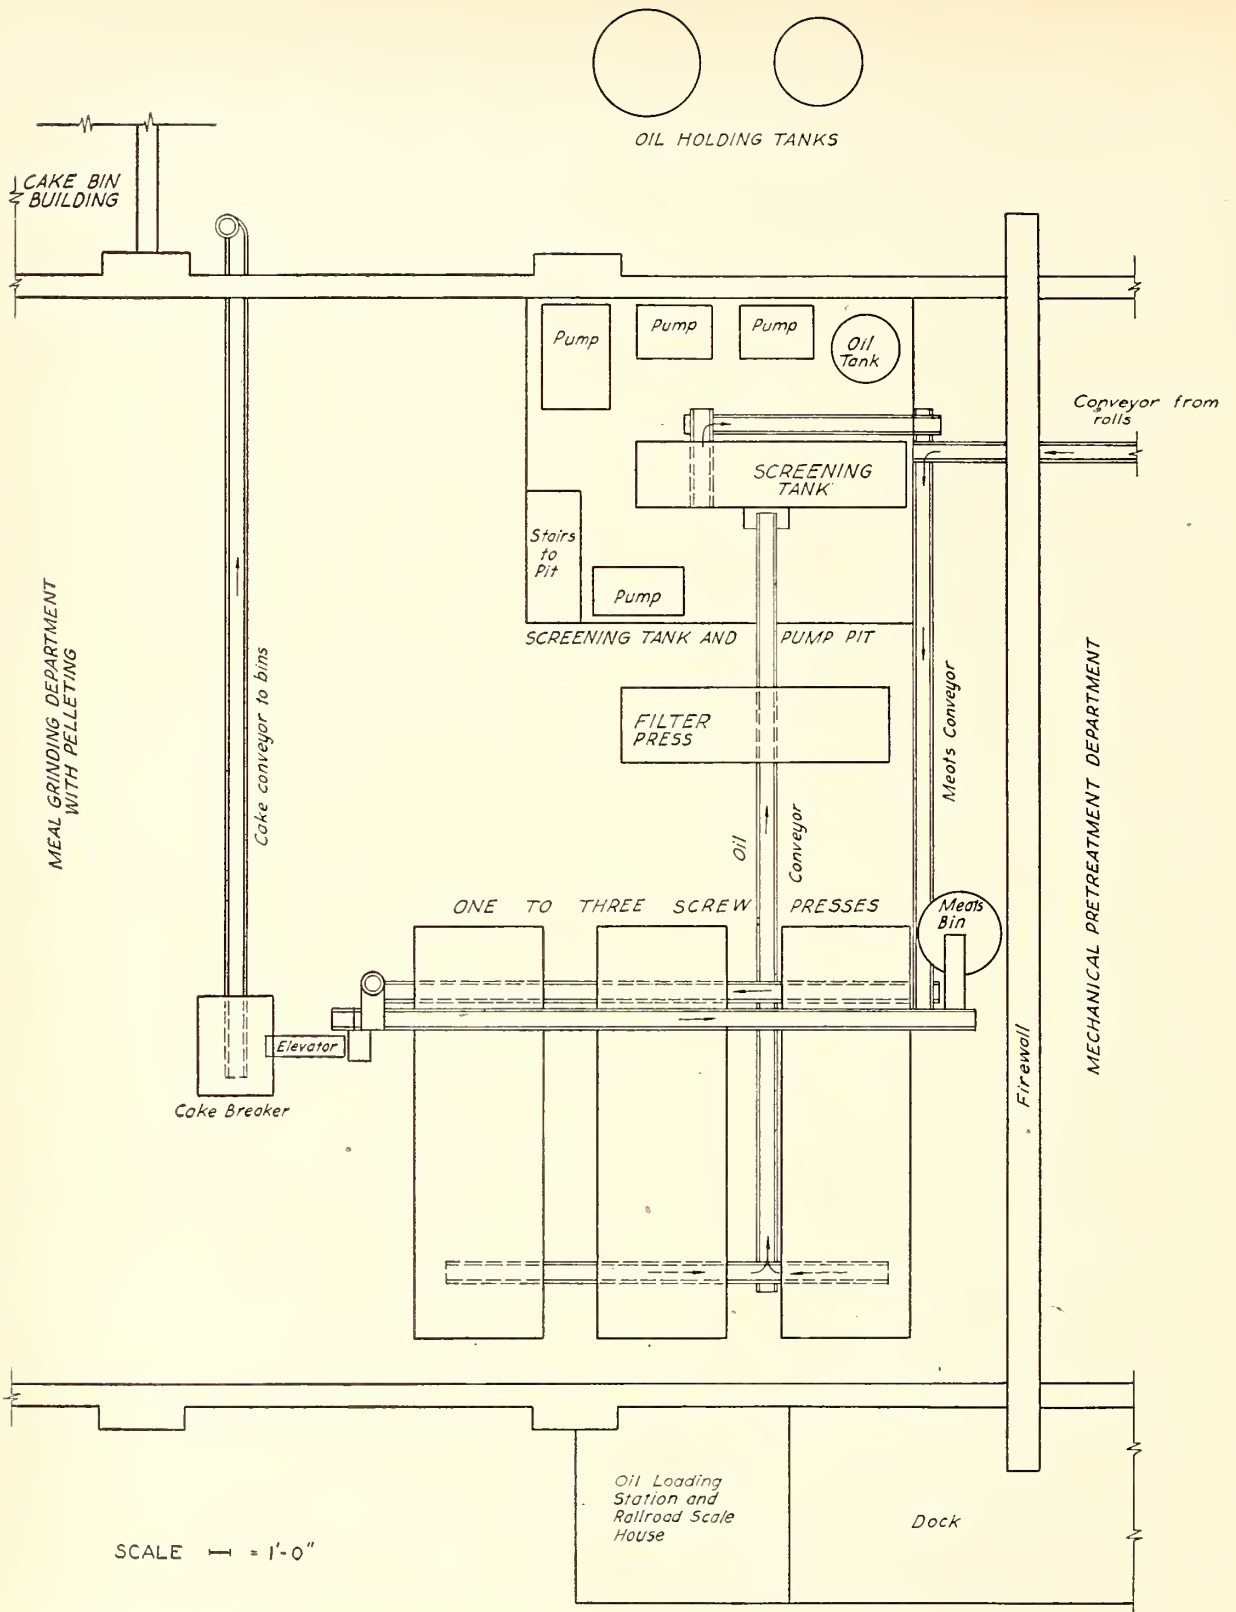 OIL HOLDING TANKS
CAKE BIN
BUILDING
Pump
Pump
Pump
Oil
Tank
Conveyor from
rolls
SCREENING
TANK
Stairs
to
Pit
Pump
SCREENING TANK AND PUMP PIT
MEAL GRINDING DEPARTMENT
WITH PELLETING
Cake conveyor to bins
FILTER
PRESS
Meats Conveyor
MECHANICAL PRETREATMENT DEPARTMENT
Oil Conveyor
ONE TO THREE SCREW PRESSES
Meats
Bin
Elevator
Cake Breaker
Firewall
Oil Loading
Station and
Railroad Scale
House
Dock
SCALE = 1'-0"